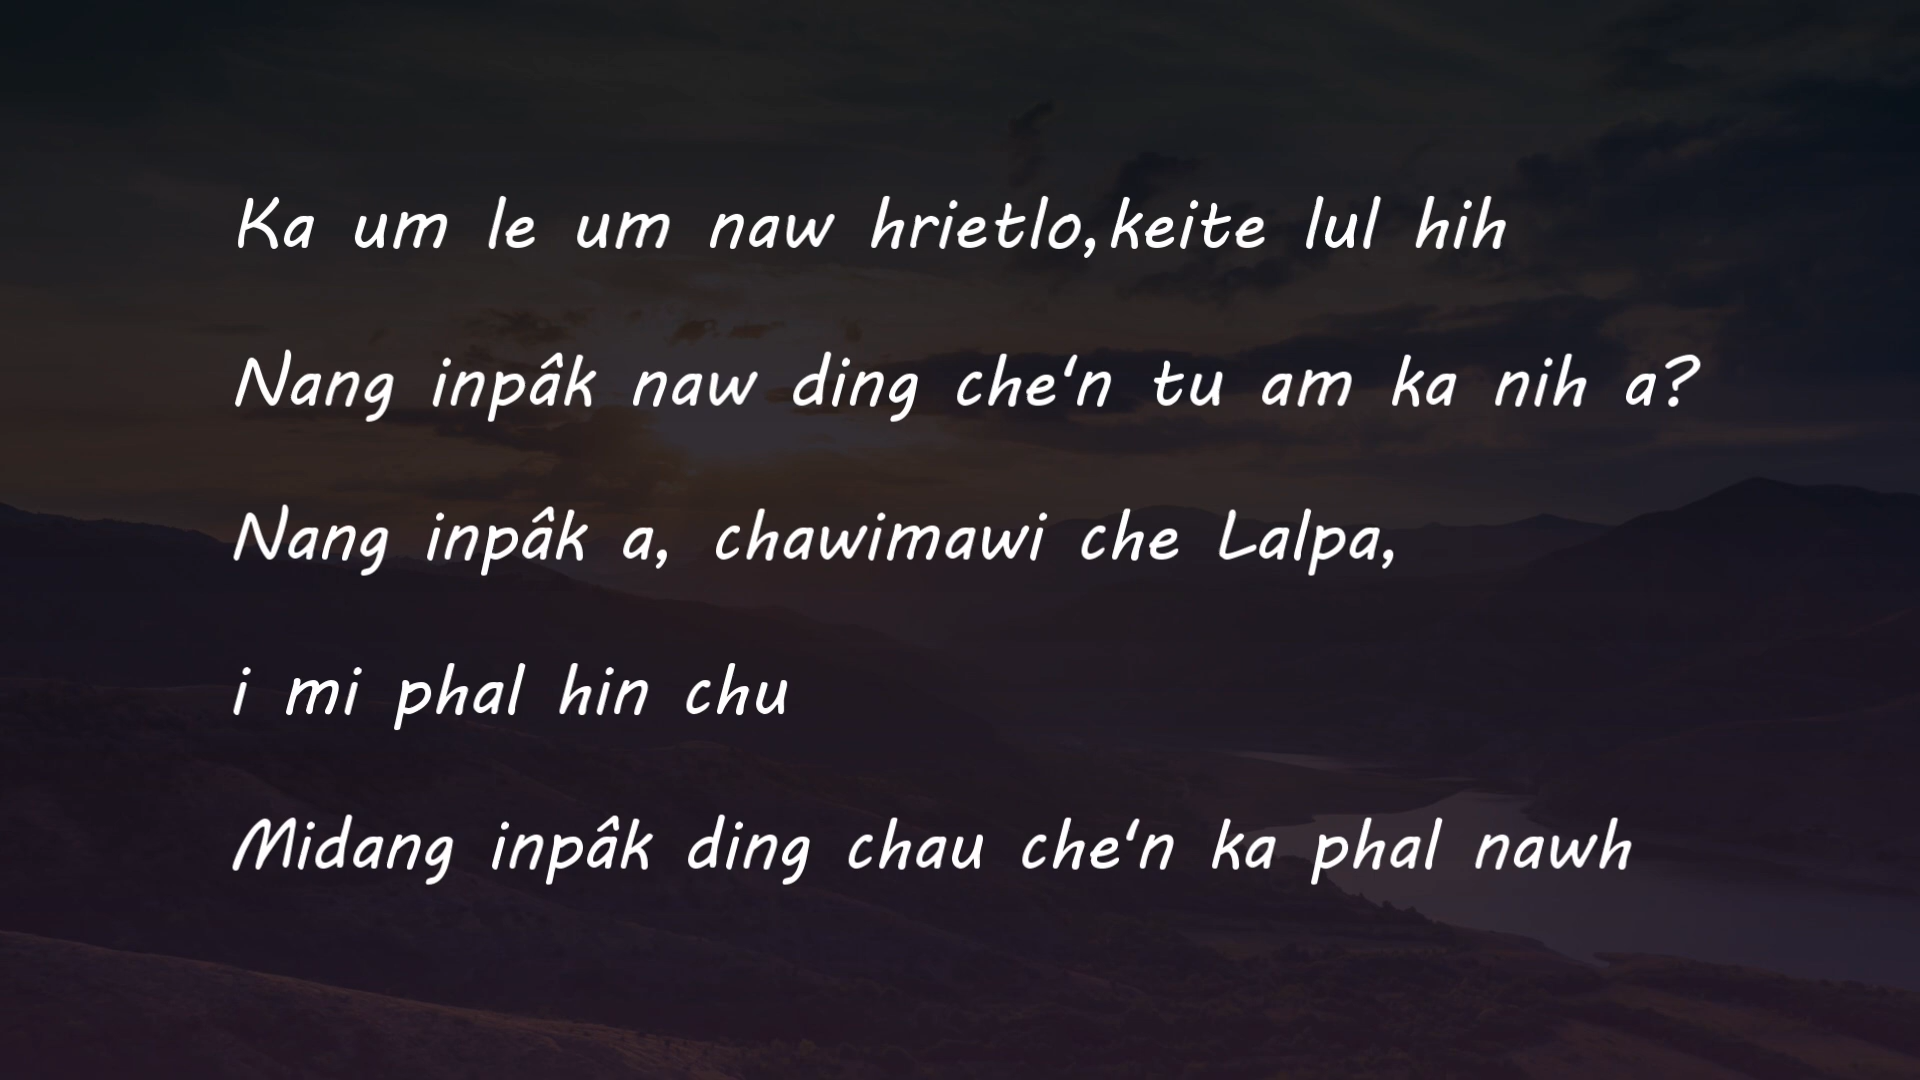 Ka um le um naw hrietlo,keite lul hih
Nang inpâk naw ding che'n tu am ka nih a?
Nang inpâk a, chawimawi che Lalpa,
i mi phal hin chu
Midang inpâk ding chau che'n ka phal nawh